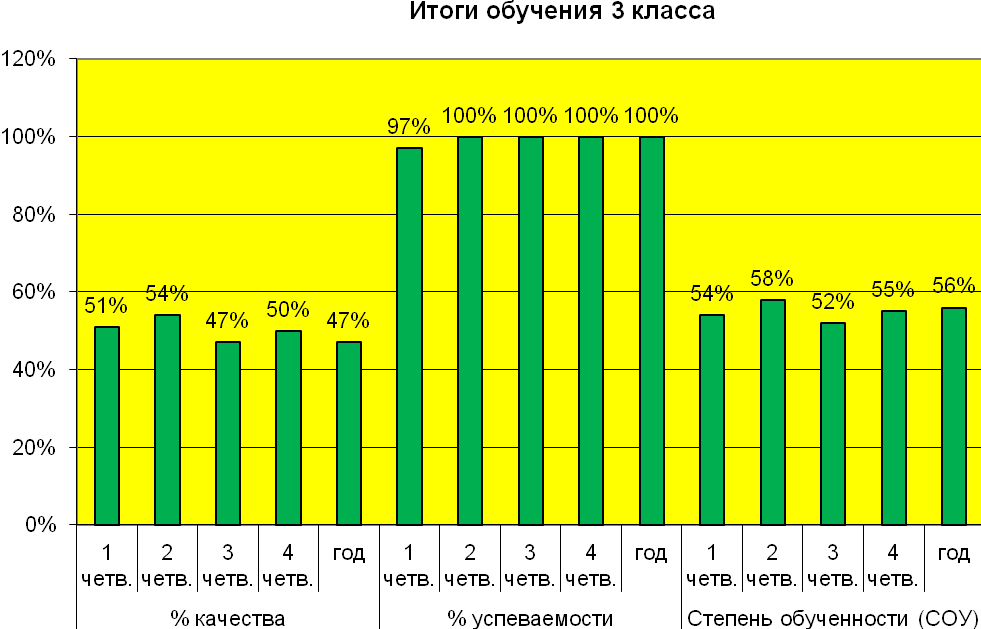 Итоги обучения 3 класса
120%
100%
80%
60%
40%
20%
0%
51%
54%
47%
50%
47%
97%
100%
100%
100%
100%
54%
58%
52%
55%
56%
1 четв.
2 четв.
3 четв.
4 четв.
год
1 четв.
2 четв.
3 четв.
4 четв.
год
1 четв.
2 четв.
3 четв.
4 четв.
год
% качества
% успеваемости
Степень обученности (СОУ)